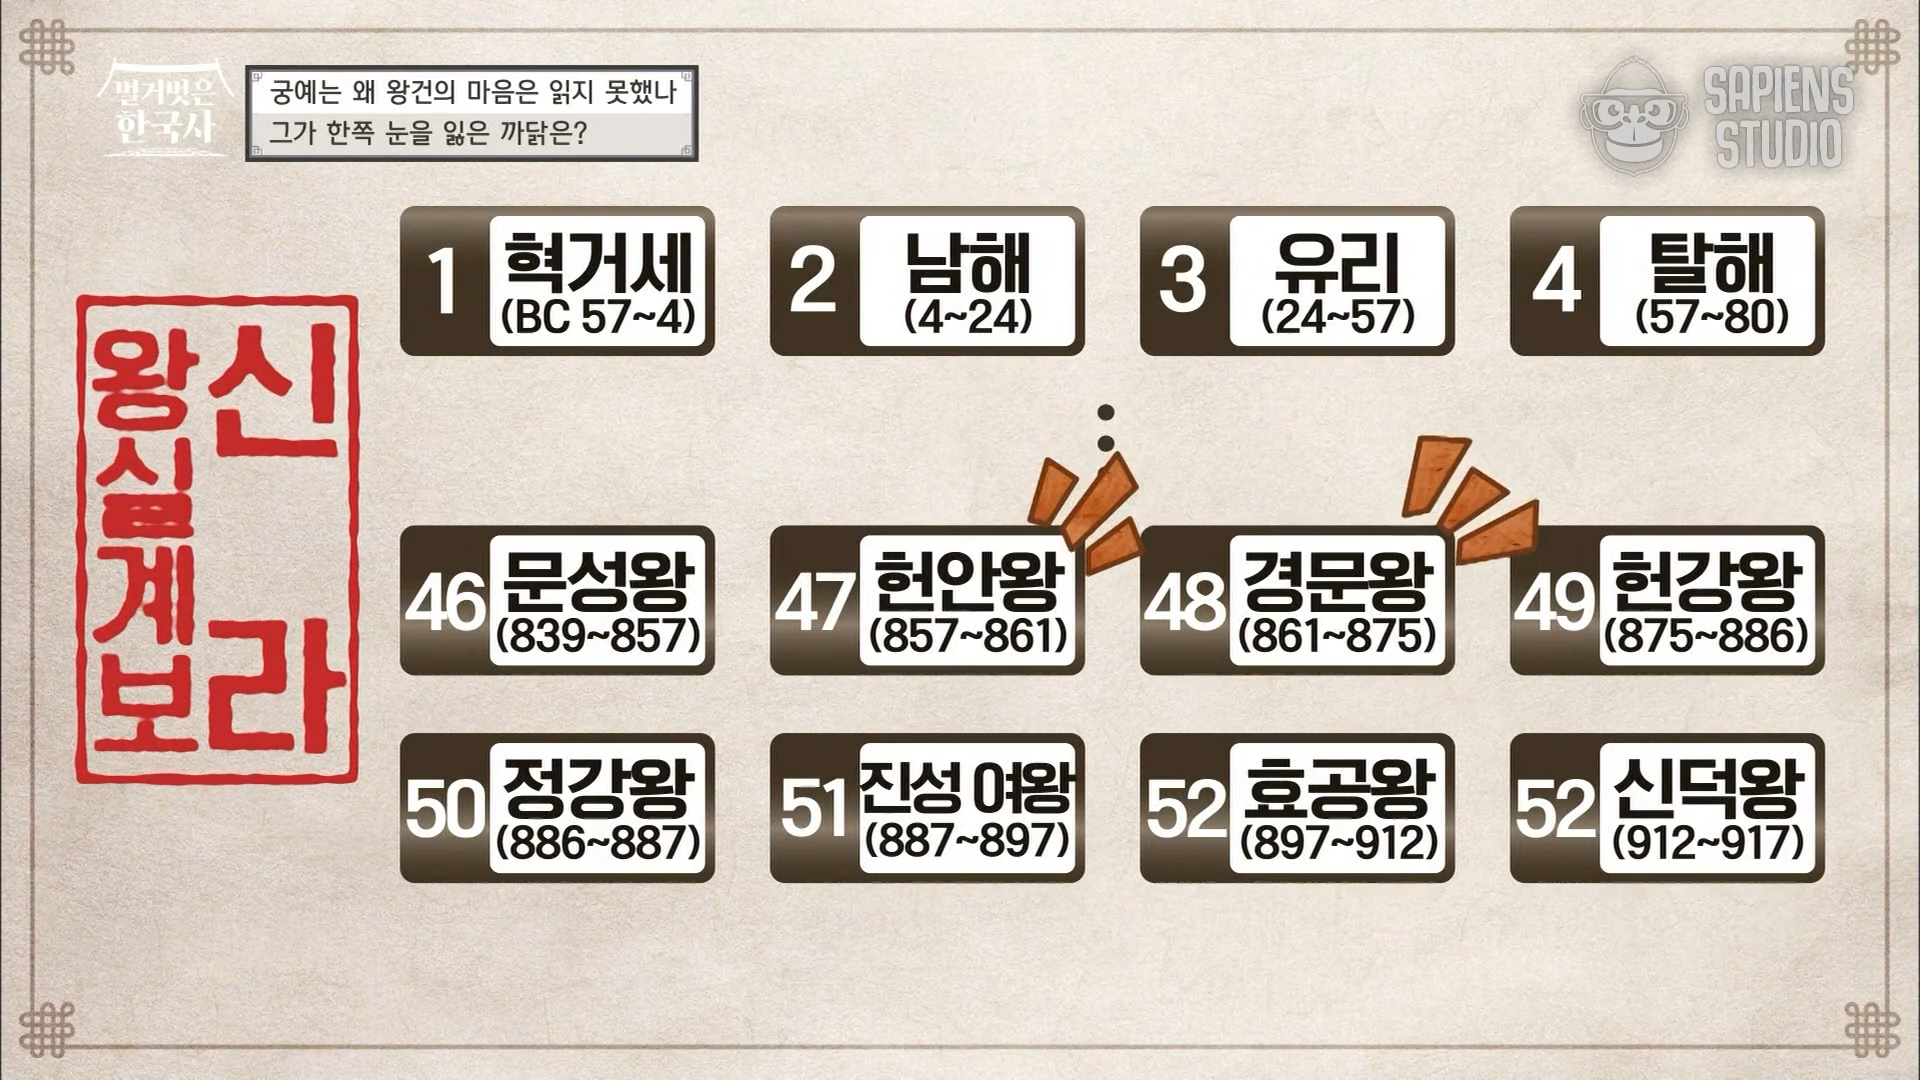 벌거벗은
한국사
궁예는 왜 왕건의 마음은 읽지 못했나
그가 한쪽 눈을 잃은 까닭은?
SAPIENS
STUDIO
신라
왕실계보
1 혁거세
(BC 57~4)
2 남해
(4~24)
3 유리
(24~57)
4 탈해
(57~80)
46 문성왕
(839~857)
47 헌안왕
(857~861)
48 경문왕
(861~875)
49 헌강왕
(875~886)
50 정강왕
(886~887)
51 진성 여왕
(887~897)
52 효공왕
(897~912)
52 신덕왕
(912~917)